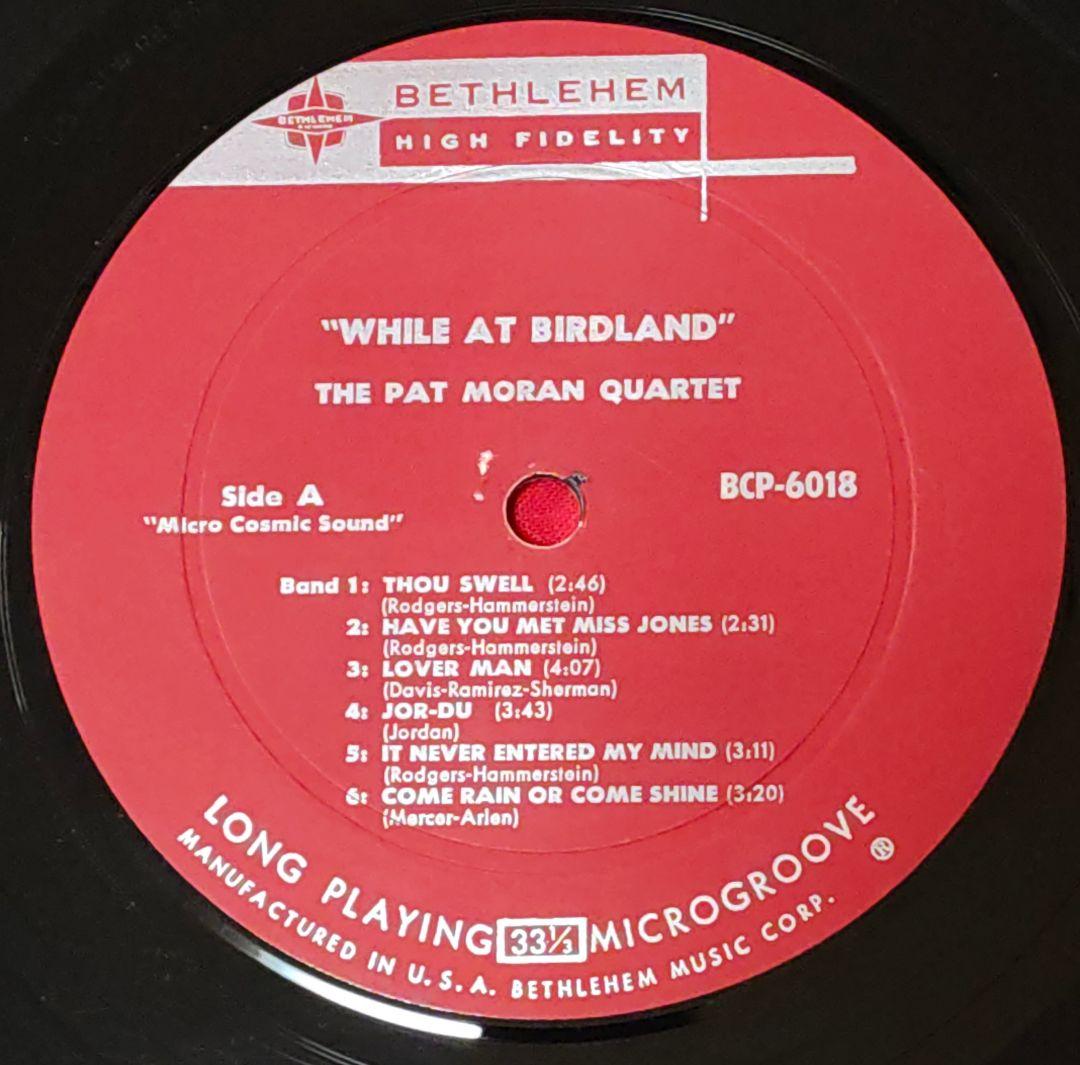 BETHLEHEM
BETHLEHEM
HIGH FIDELITY
"WHILE AT BIRDLAND"
THE PAT MORAN QUARTET
Side A
"Micro Cosmic Sound"
BCP-6018
Band 1: THOU SWELL (2:46)
(Rodgers-Hammerstein)
2: HAVE YOU MET MISS JONES (2:31)
(Rodgers-Hammerstein)
3: LOVER MAN (4:07)
(Davis-Ramirez-Sherman)
4: JOR-DU (3:43)
(Jordan)
5: IT NEVER ENTERED MY MIND (3:11)
(Rodgers-Hammerstein)
6: COME RAIN OR COME SHINE (3:20)
(Mercer-Arlen)
LONG PLAYING 33⅓ MICROGROOVE ®
MANUFACTURED IN U.S.A. BETHLEHEM MUSIC CORP.